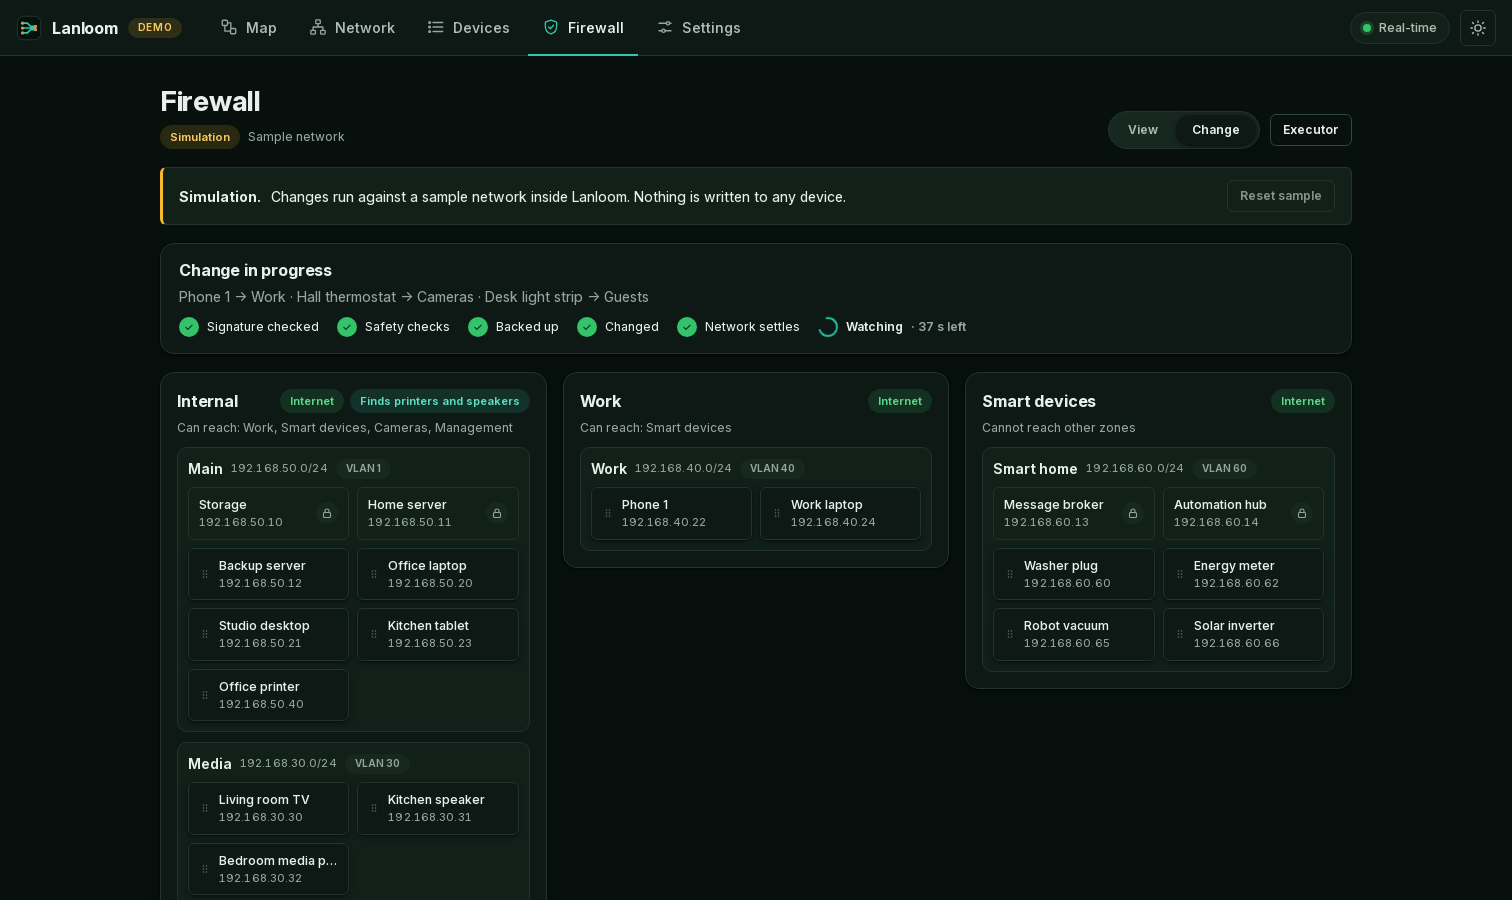 Lanloom DEMO Map Network Devices Firewall Settings Real-time
Firewall
Simulation Sample network
View Change Executor
Simulation. Changes run against a sample network inside Lanloom. Nothing is written to any device. Reset sample
Change in progress
Phone 1 → Work · Hall thermostat → Cameras · Desk light strip → Guests
Signature checked Safety checks Backed up Changed Network settles Watching · 37 s left
Internal Internet Finds printers and speakers
Can reach: Work, Smart devices, Cameras, Management
Main 192.168.50.0/24 VLAN 1
Storage
192.168.50.10
Home server
192.168.50.11
Backup server
192.168.50.12
Office laptop
192.168.50.20
Studio desktop
192.168.50.21
Kitchen tablet
192.168.50.23
Office printer
192.168.50.40
Media 192.168.30.0/24 VLAN 30
Living room TV
192.168.30.30
Kitchen speaker
192.168.30.31
Bedroom media p...
192.168.30.32
Work Internet
Can reach: Smart devices
Work 192.168.40.0/24 VLAN 40
Phone 1
192.168.40.22
Work laptop
192.168.40.24
Smart devices Internet
Cannot reach other zones
Smart home 192.168.60.0/24 VLAN 60
Message broker
192.168.60.13
Automation hub
192.168.60.14
Washer plug
192.168.60.60
Energy meter
192.168.60.62
Robot vacuum
192.168.60.65
Solar inverter
192.168.60.66